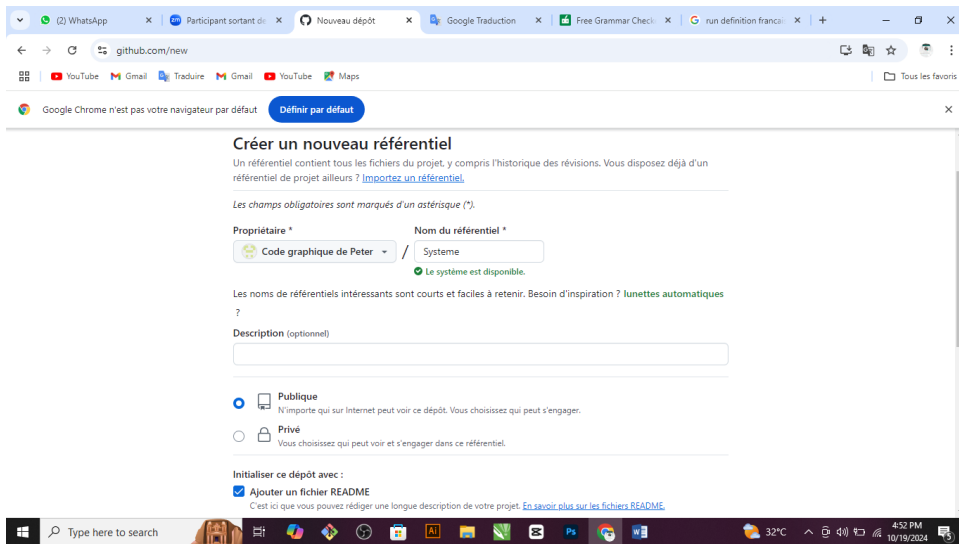 (2) WhatsApp
Participant sortant de
Nouveau dépôt
Google Traduction
Free Grammar Check
run definition francai
github.com/new
YouTube
Gmail
Traduire
Gmail
YouTube
Maps
Tous les favoris
Google Chrome n'est pas votre navigateur par défaut
Définir par défaut
Créer un nouveau référentiel
Un référentiel contient tous les fichiers du projet, y compris l'historique des révisions. Vous disposez déjà d'un
référentiel de projet ailleurs ? Importez un référentiel.
Les champs obligatoires sont marqués d'un astérisque (*).
Propriétaire *
Nom du référentiel *
Code graphique de Peter
/
Systeme
Le système est disponible.
Les noms de référentiels intéressants sont courts et faciles à retenir. Besoin d'inspiration ? lunettes automatiques
?
Description (optionnel)
Publique
N'importe qui sur Internet peut voir ce dépôt. Vous choisissez qui peut s'engager.
Privé
Vous choisissez qui peut voir et s'engager dans ce référentiel.
Initialiser ce dépôt avec :
Ajouter un fichier README
C'est ici que vous pouvez rédiger une longue description de votre projet. En savoir plus sur les fichiers README.
Type here to search
Ai
Ps
32°C
4:52 PM
10/19/2024
5